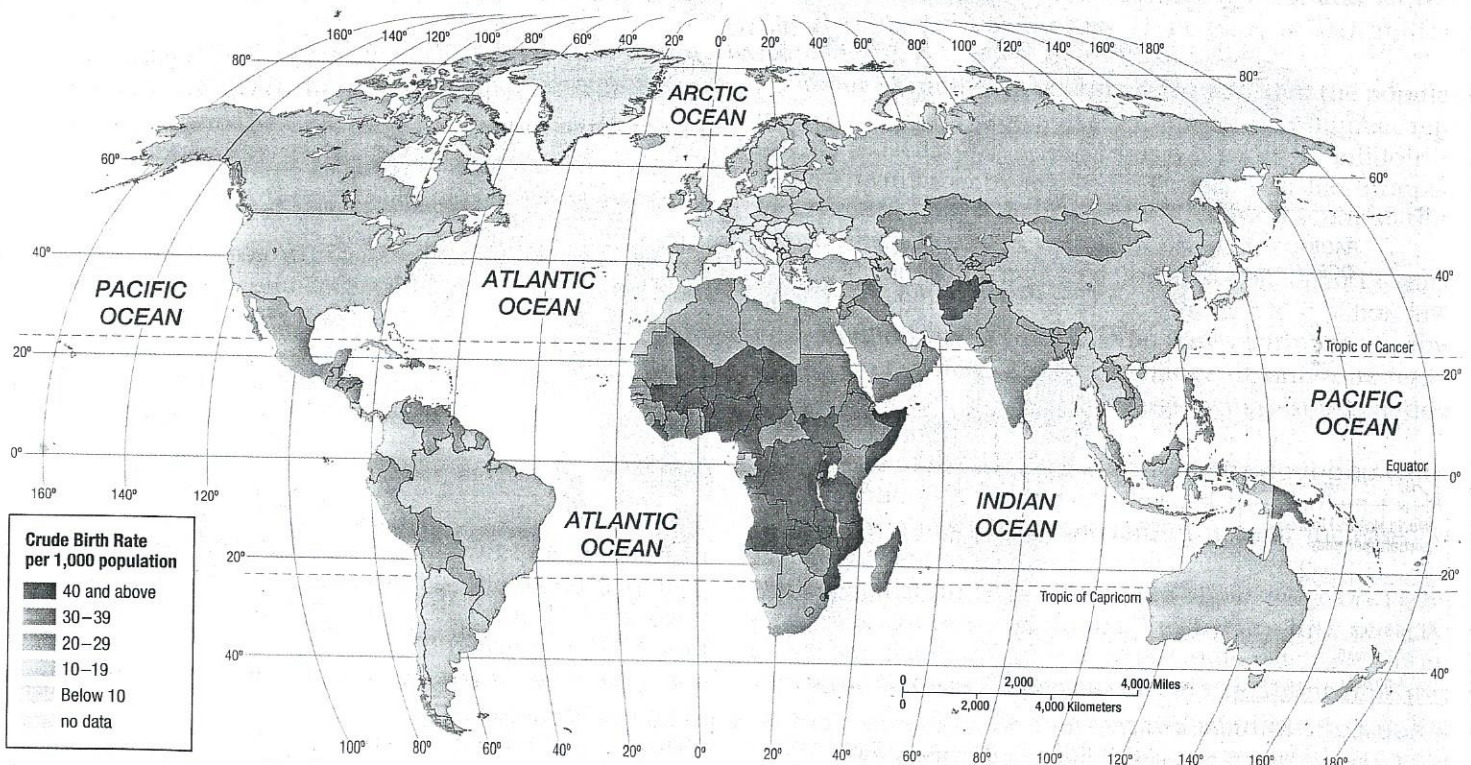 160° 140° 120° 100° 80° 60° 40° 20° 0° 20° 40° 60° 80° 100° 120° 140° 160° 180°
80° 80°
ARCTIC
OCEAN
60° 60°
40° 40°
PACIFIC
OCEAN
ATLANTIC
OCEAN
Tropic of Cancer
20° 20°
PACIFIC
OCEAN
Equator
0° 0°
160° 140° 120°
ATLANTIC
OCEAN
INDIAN
OCEAN
20° 20°
Tropic of Capricorn
40° 40°
Crude Birth Rate
per 1,000 population
40 and above
30–39
20–29
10–19
Below 10
no data
0 2,000 4,000 Miles
0 2,000 4,000 Kilometers
100° 80° 60° 40° 20° 0° 20° 40° 60° 80° 100° 120° 140° 160° 180°